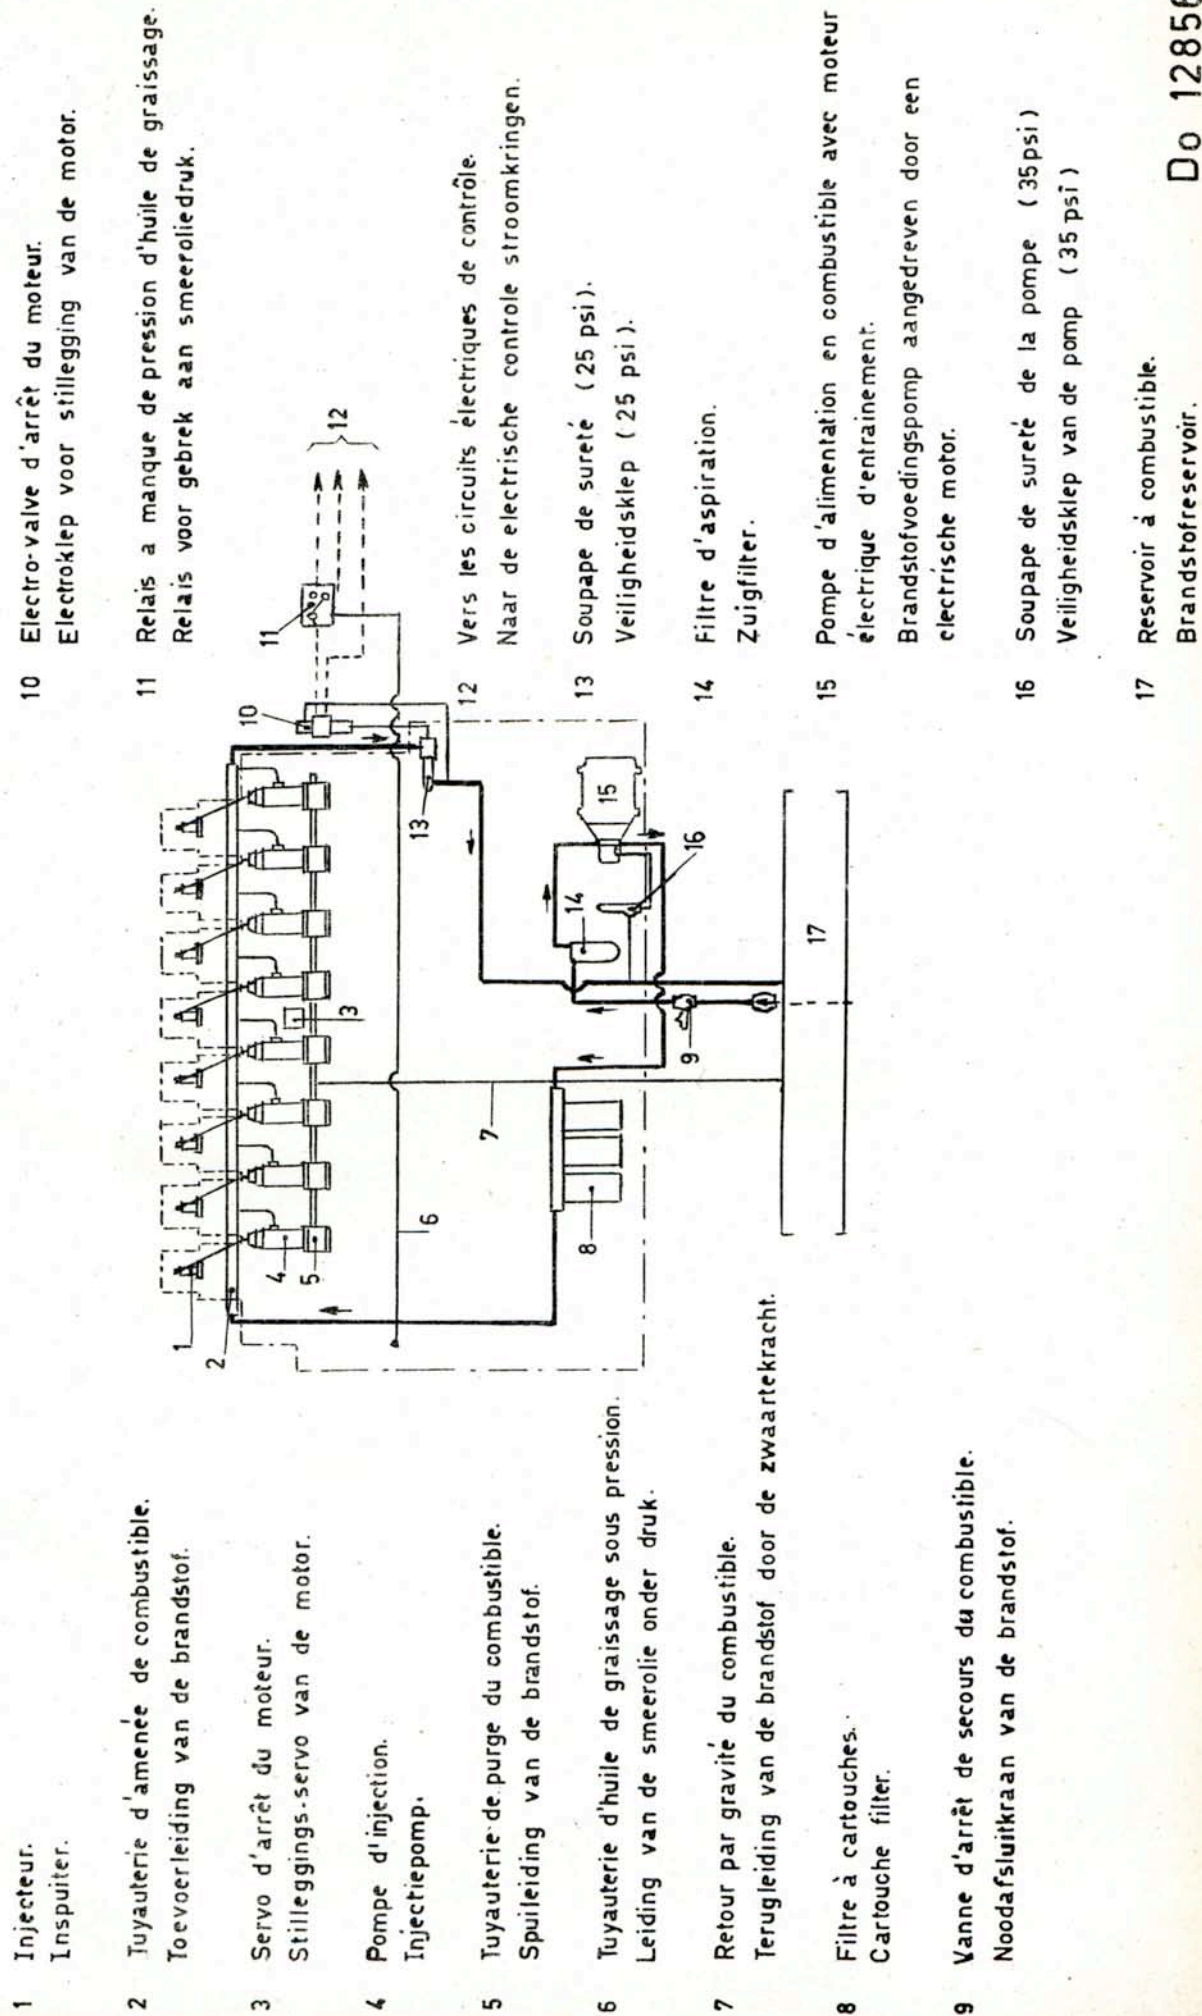 1 Injecteur.
Inspuiter.
2 Tuyauterie d'amenée de combustible.
Toevoerleiding van de brandstof.
3 Servo d'arrêt du moteur.
Stilleggings-servo van de motor.
4 Pompe d'injection.
Injectiepomp.
5 Tuyauterie de purge du combustible.
Spuileiding van de brandstof.
6 Tuyauterie d'huile de graissage sous pression.
Leiding van de smeerolie onder druk.
7 Retour par gravité du combustible.
Terugleiding van de brandstof door de zwaartekracht.
8 Filtre à cartouches.
Cartouche filter.
9 Vanne d'arrêt de secours du combustible.
Noodafsluitkraan van de brandstof.
1
2
3
4
5
6
7
8
9
10
11
12
13
14
15
16
17
10 Electro-valve d'arrêt du moteur.
Electroklep voor stillegging van de motor.
11 Relais a manque de pression d'huile de graissage.
Relais voor gebrek aan smeeroliedruk.
12 Vers les circuits électriques de contrôle.
Naar de electrische controle stroomkringen.
13 Soupape de sureté (25 psi).
Veiligheidsklep (25 psi).
14 Filtre d'aspiration.
Zuigfilter.
15 Pompe d'alimentation en combustible avec moteur
électrique d'entrainement.
Brandstofvoedingspomp aangedreven door een
electrische motor.
16 Soupape de sureté de la pompe (35psi)
Veiligheidsklep van de pomp (35 psi)
17 Reservoir à combustible.
Brandstofreservoir.
Do 12856